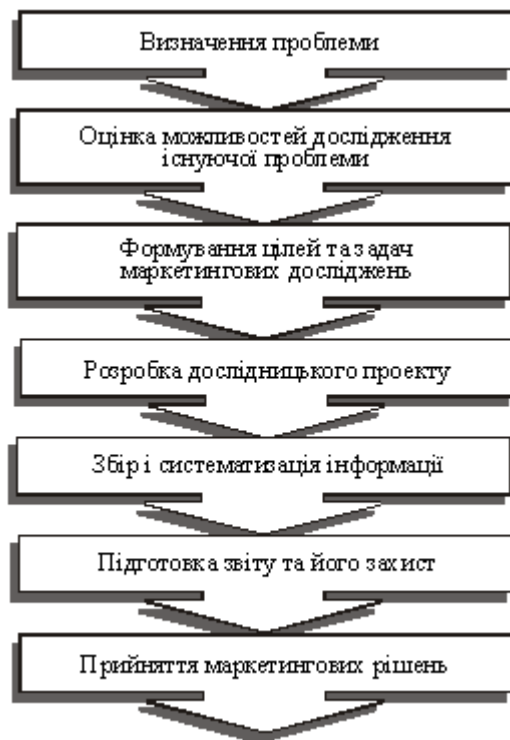 Визначення проблеми
Оцінка можливостей дослідження
існуючої проблеми
Формування цілей та задач
маркетингових досліджень
Розробка дослідницького проекту
Збір і систематизація інформації
Підготовка звіту та його захист
Прийняття маркетингових рішень